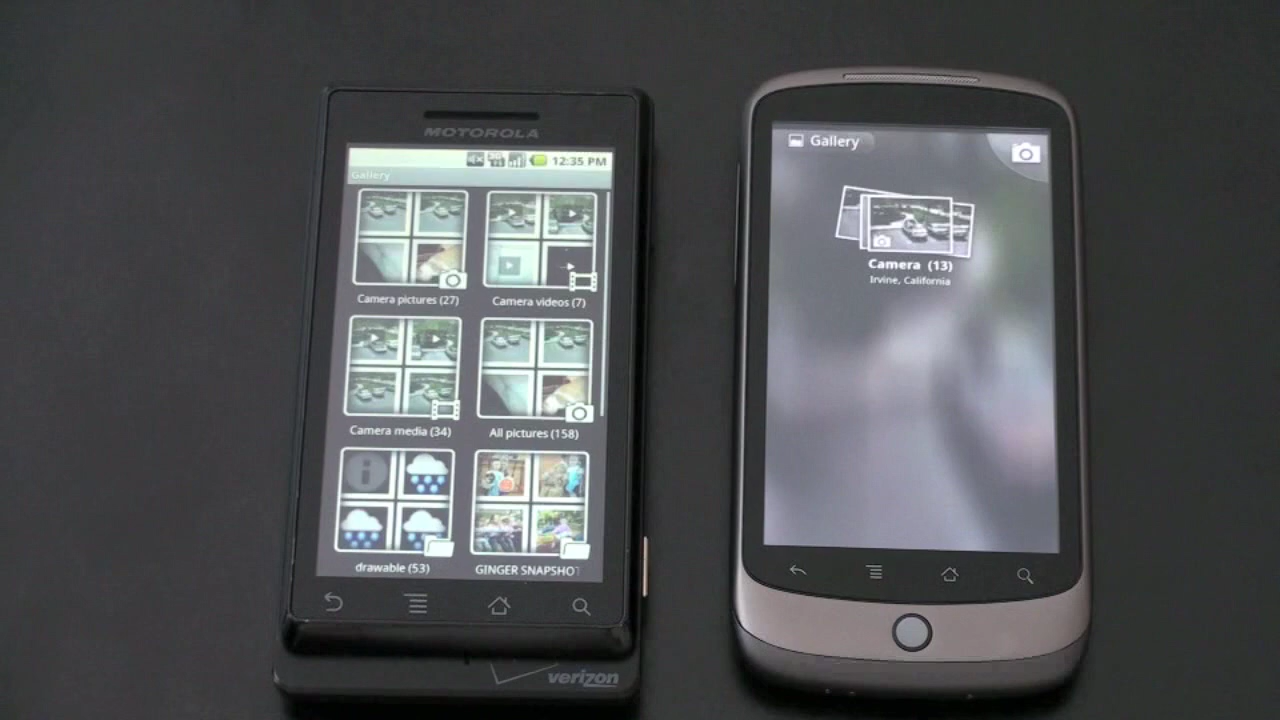 MOTOROLA
12:35 PM
Gallery
Camera pictures (27)
Camera videos (7)
Camera media (34)
All pictures (158)
drawable (53)
GINGER SNAPSHOT
verizon
Gallery
Camera (13)
Irvine, California